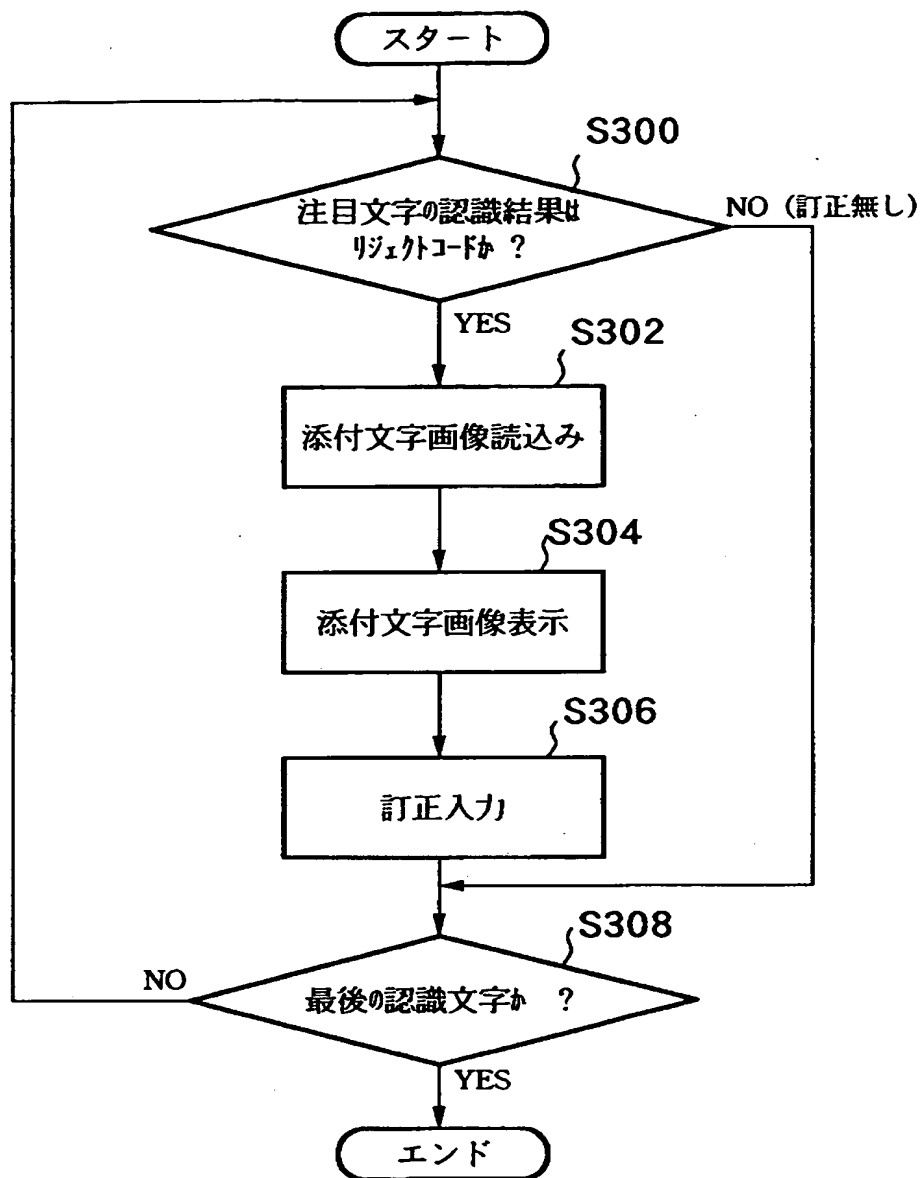 スタート
S300
注目文字の認識結果は
リジェクトコードか ?
NO (訂正無し)
YES
S302
添付文字画像読込み
S304
添付文字画像表示
S306
訂正入力
S308
NO
最後の認識文字か ?
YES
エンド